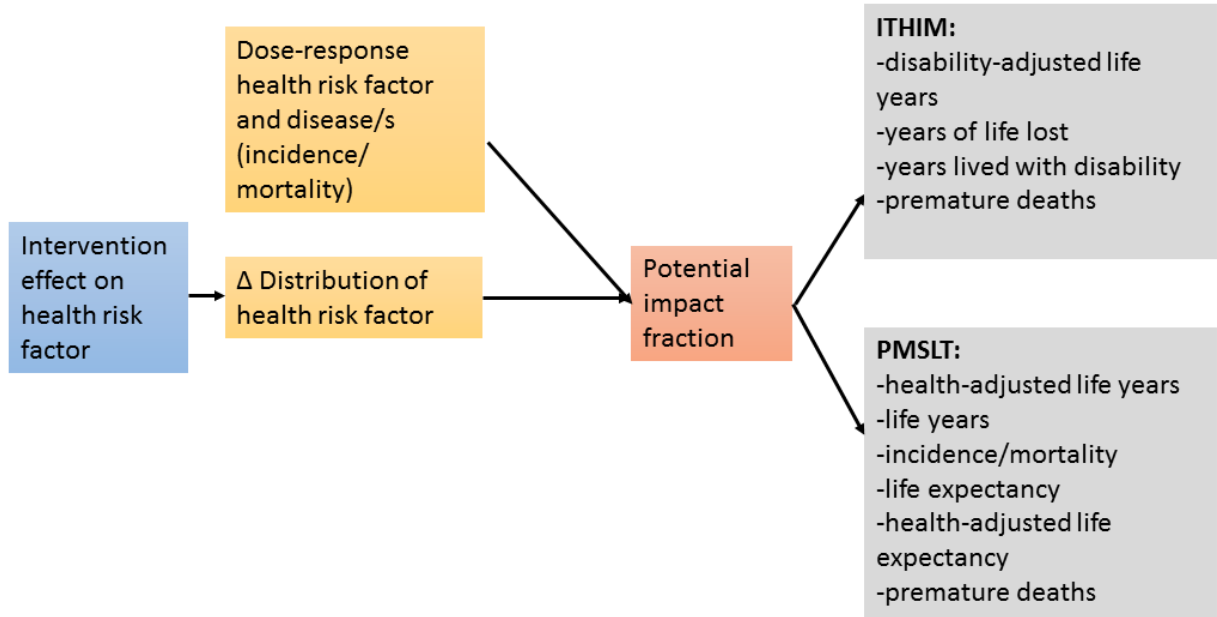 Intervention
effect on
health risk
factor
Dose-response
health risk factor
and disease/s
(incidence/
mortality)
Δ Distribution of
health risk factor
Potential
impact
fraction
ITHIM:
-disability-adjusted life
years
-years of life lost
-years lived with disability
-premature deaths
PMSLT:
-health-adjusted life years
-life years
-incidence/mortality
-life expectancy
-health-adjusted life
expectancy
-premature deaths